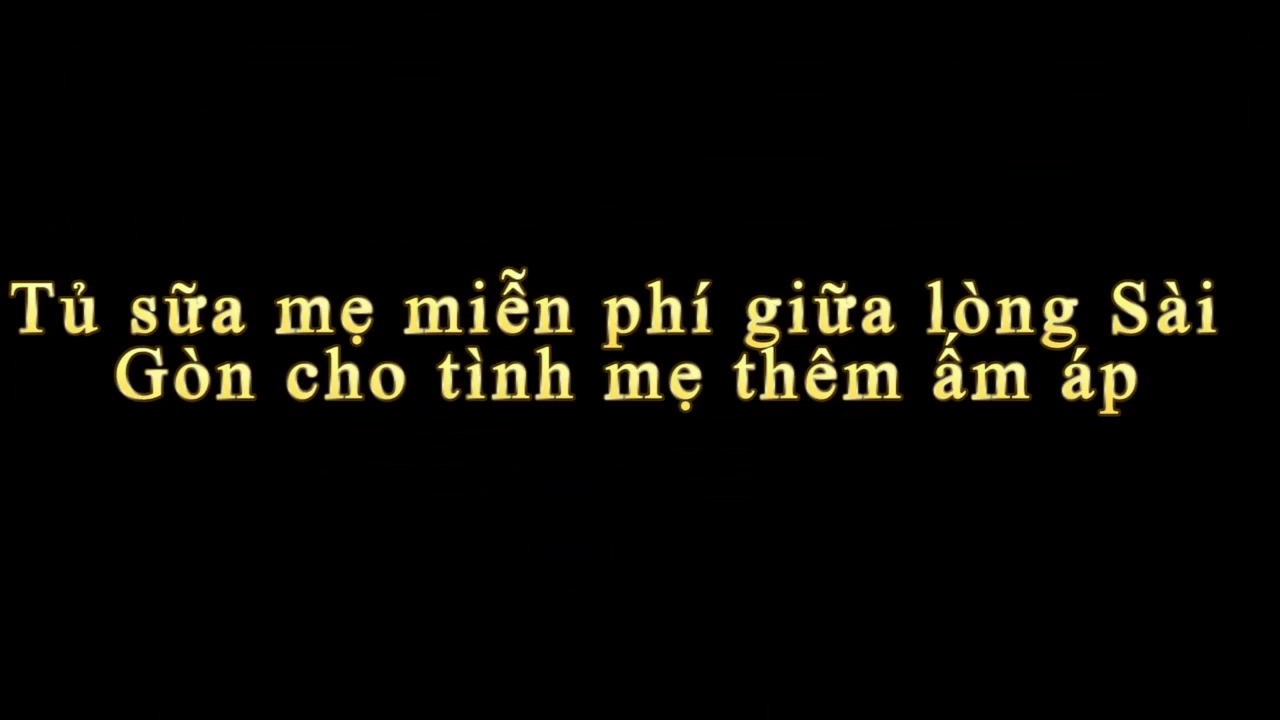 Tủ sữa mẹ miễn phí giữa lòng Sài
Gòn cho tình mẹ thêm ấm áp